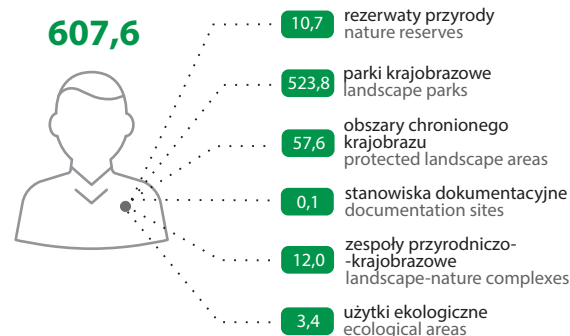 607,6
10,7
rezerwaty przyrody
nature reserves
523,8
parki krajobrazowe
landscape parks
57,6
obszary chronionego
krajobrazu
protected landscape areas
0,1
stanowiska dokumentacyjne
documentation sites
12,0
zespoły przyrodniczo-
-krajobrazowe
landscape-nature complexes
3,4
użytki ekologiczne
ecological areas